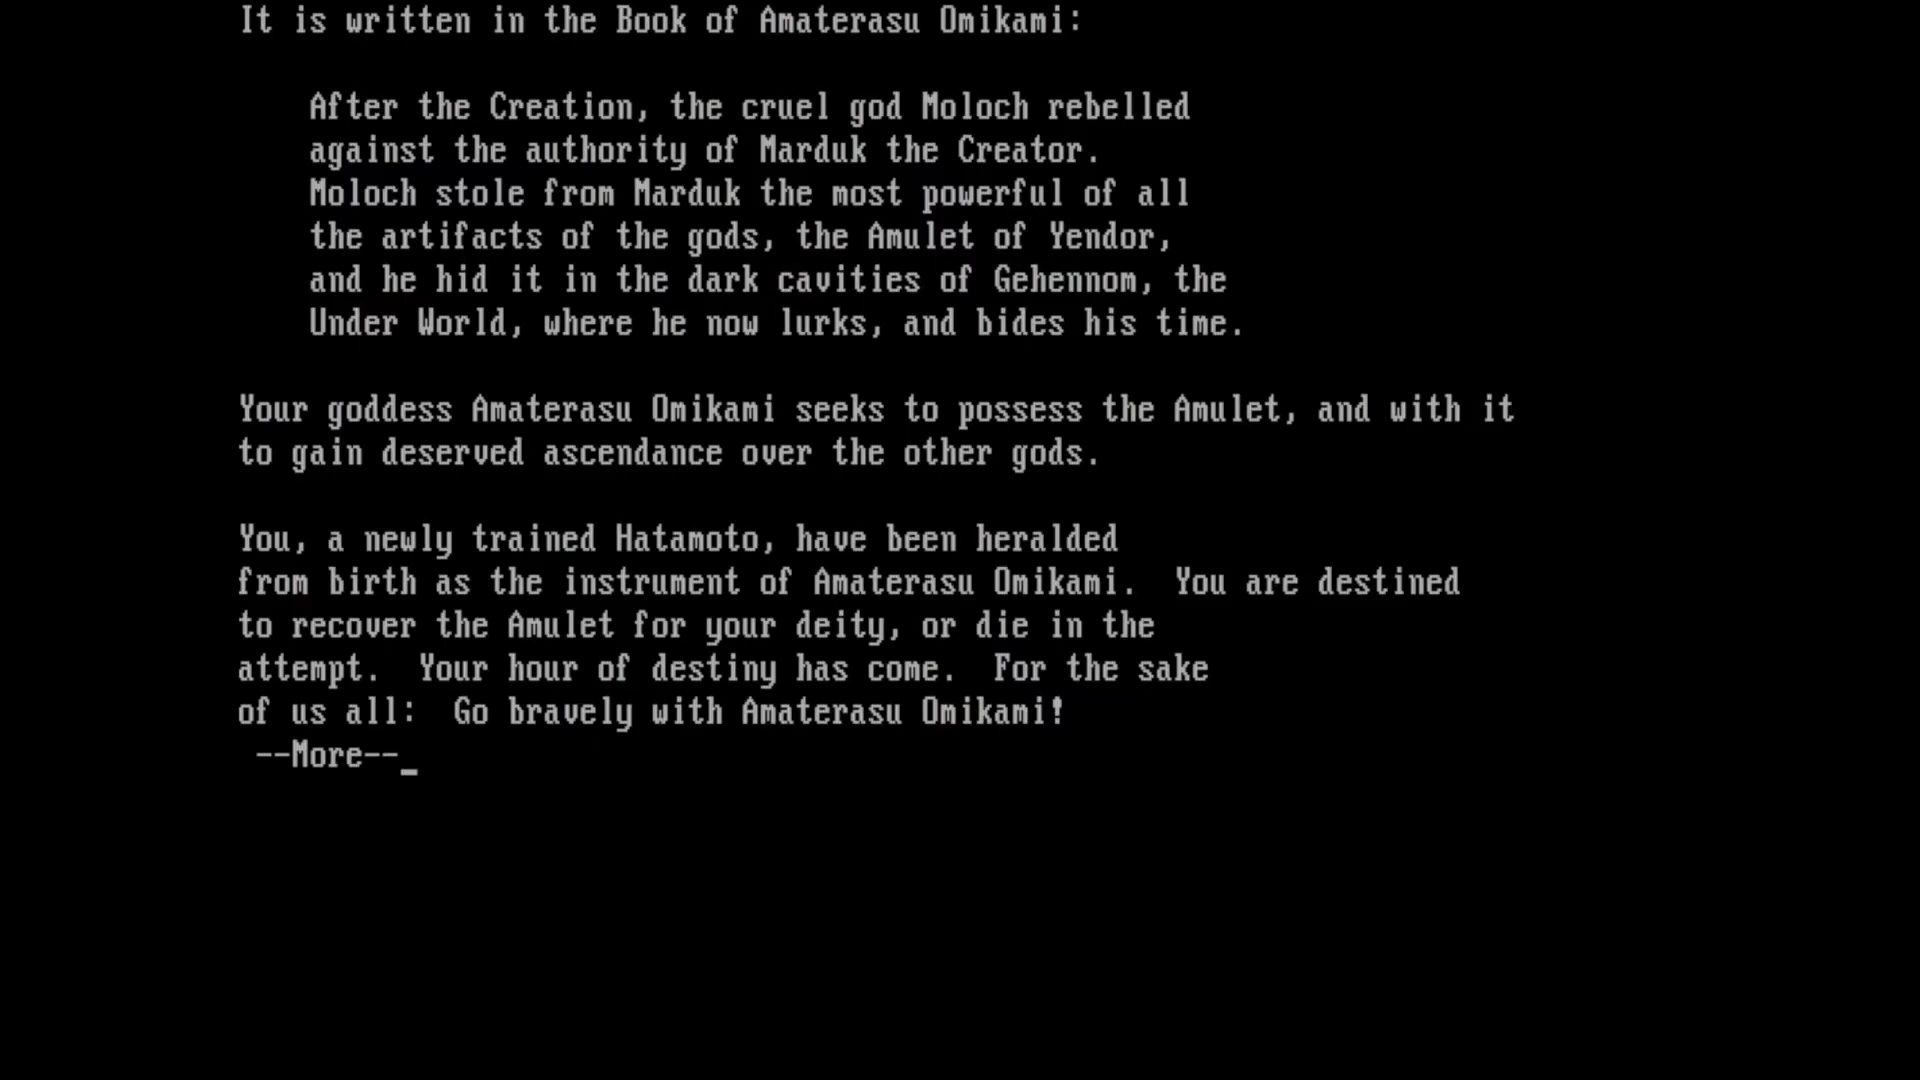 It is written in the Book of Amaterasu Omikami:
After the Creation, the cruel god Moloch rebelled
against the authority of Marduk the Creator.
Moloch stole from Marduk the most powerful of all
the artifacts of the gods, the Amulet of Yendor,
and he hid it in the dark cavities of Gehennom, the
Under World, where he now lurks, and bides his time.
Your goddess Amaterasu Omikami seeks to possess the Amulet, and with it
to gain deserved ascendance over the other gods.
You, a newly trained Hatamoto, have been heralded
from birth as the instrument of Amaterasu Omikami.  You are destined
to recover the Amulet for your deity, or die in the
attempt.  Your hour of destiny has come.  For the sake
of us all:  Go bravely with Amaterasu Omikami!
--More--_